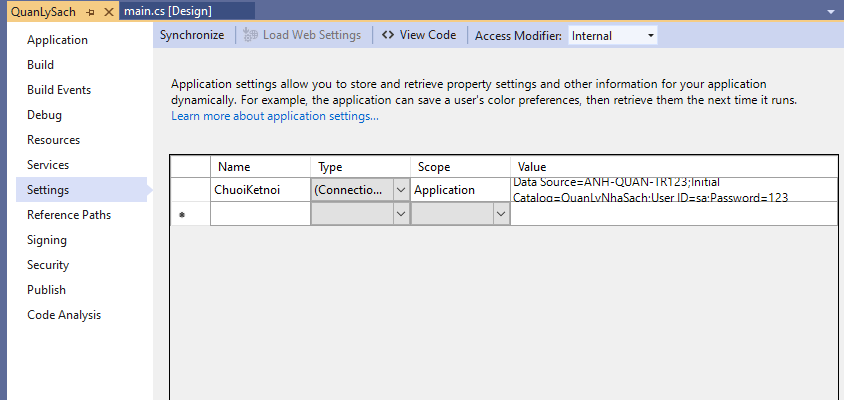 QuanLySach
main.cs [Design]
Application
Build
Build Events
Debug
Resources
Services
Settings
Reference Paths
Signing
Security
Publish
Code Analysis
Synchronize Load Web Settings <> View Code Access Modifier: Internal
Application settings allow you to store and retrieve property settings and other information for your application
dynamically. For example, the application can save a user's color preferences, then retrieve them the next time it runs.
Learn more about application settings...
Name Type Scope Value
ChuoiKetnoi (Connectio... Application Data Source=ANH-QUAN-TR123;Initial
Catalog=QuanLyNhaSach;User ID=sa;Password=123
*